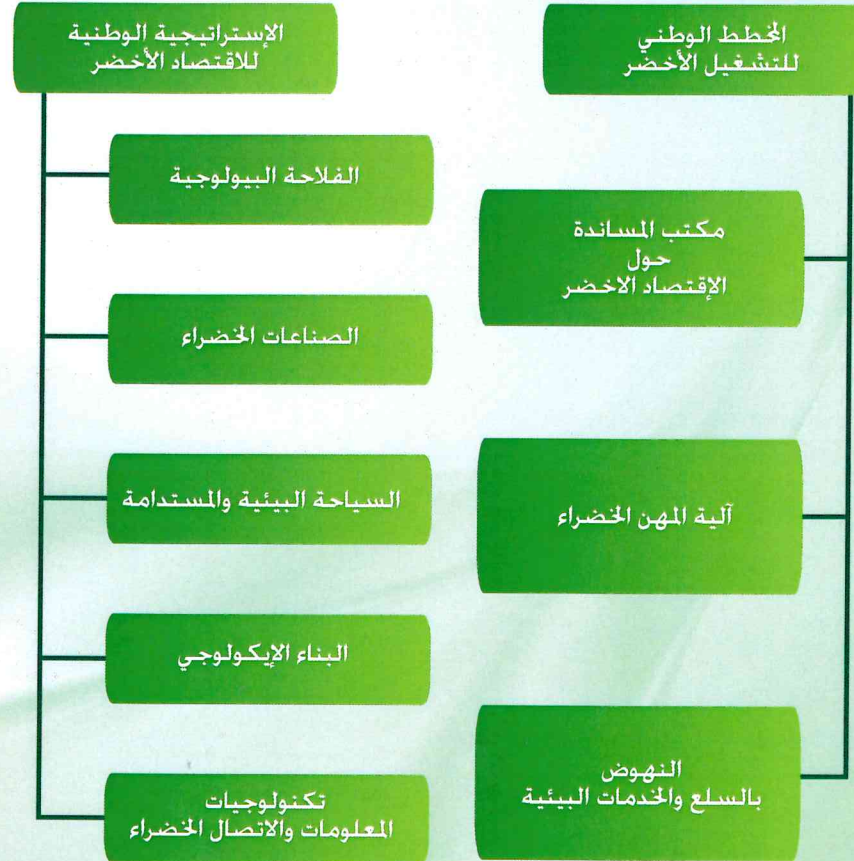 المخطط الوطني
للتشغيل الأخضر
مكتب المساندة
حول
الإقتصاد الاخضر
آلية المهن الخضراء
النهوض
بالسلع والخدمات البيئية
الإستراتيجية الوطنية
للاقتصاد الأخضر
الفلاحة البيولوجية
الصناعات الخضراء
السياحة البيئية والمستدامة
البناء الإيكولوجي
تكنولوجيات
المعلومات والاتصال الخضراء